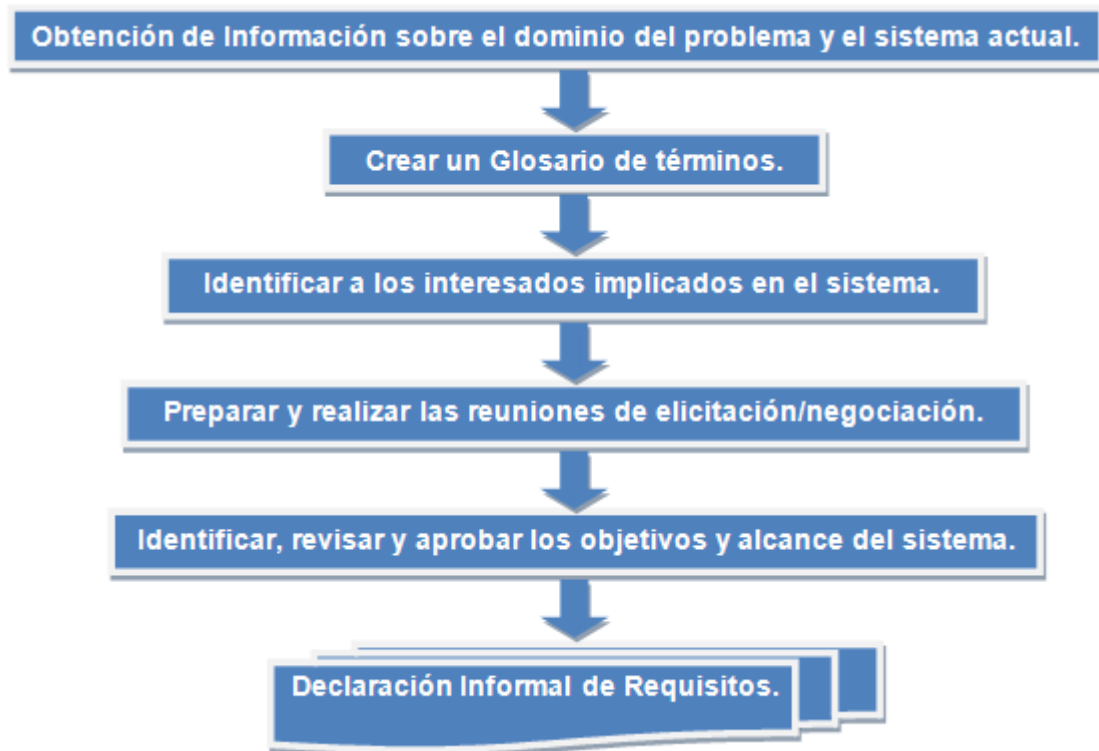 Obtención de Información sobre el dominio del problema y el sistema actual.
Crear un Glosario de términos.
Identificar a los interesados implicados en el sistema.
Preparar y realizar las reuniones de elicitación/negociación.
Identificar, revisar y aprobar los objetivos y alcance del sistema.
Declaración Informal de Requisitos.